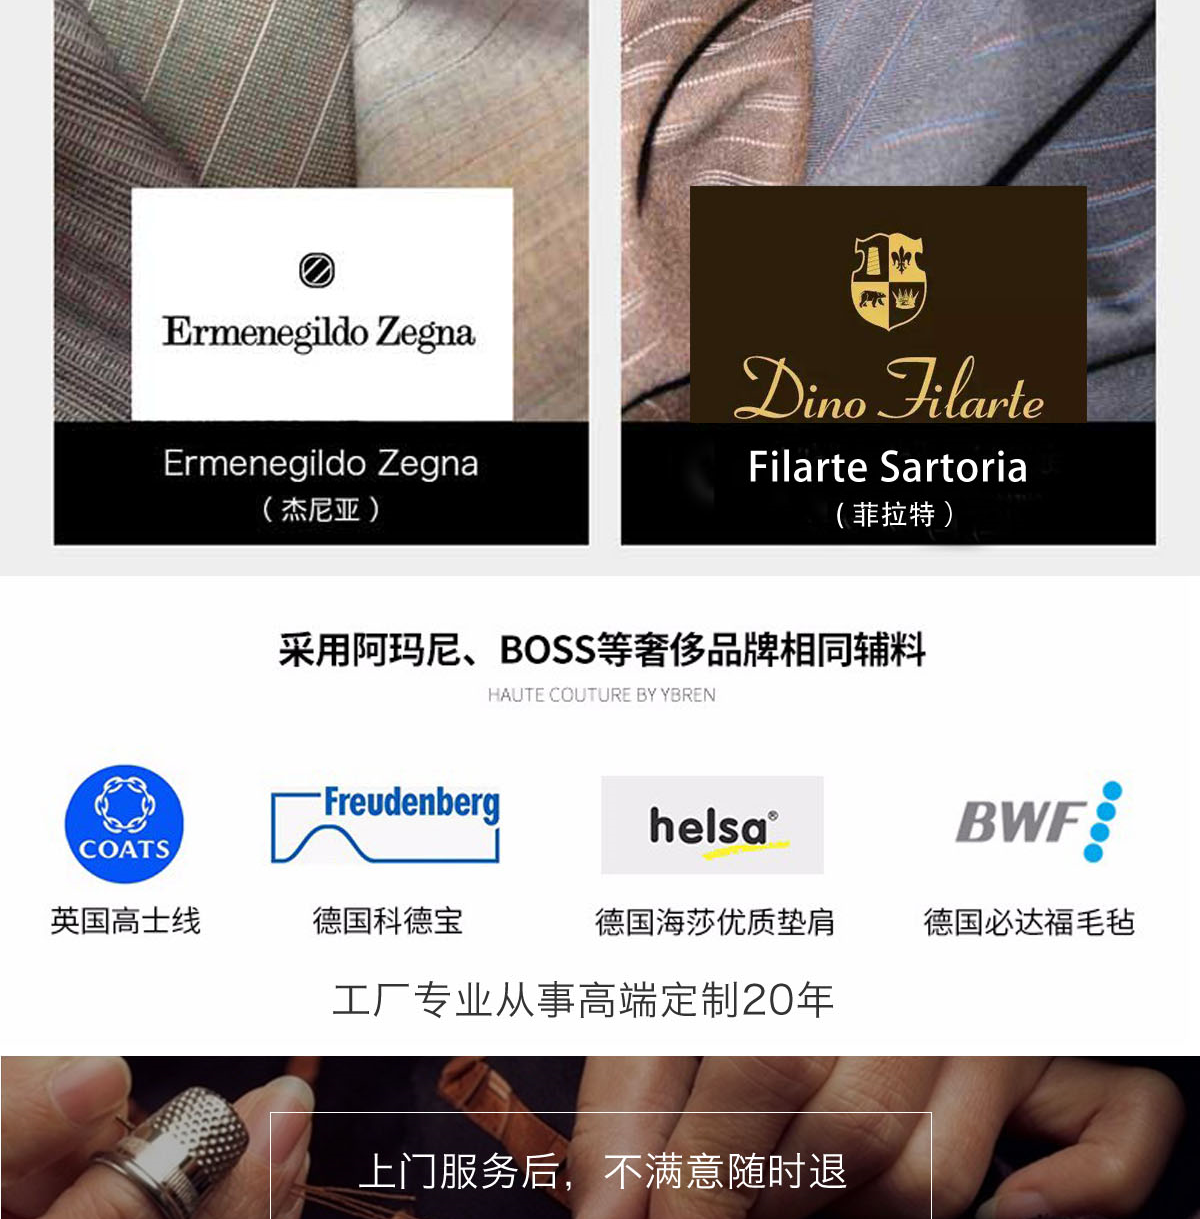 Ermenegildo Zegna
Ermenegildo Zegna
（杰尼亚）
Dino Filarte
Filarte Sartoria
（菲拉特）
采用阿玛尼、BOSS等奢侈品牌相同辅料
HAUTE COUTURE BY YBREN
COATS
英国高士线
Freudenberg
德国科德宝
helsa®
德国海莎优质垫肩
BWF
德国必达福毛毡
工厂专业从事高端定制20年
上门服务后，不满意随时退